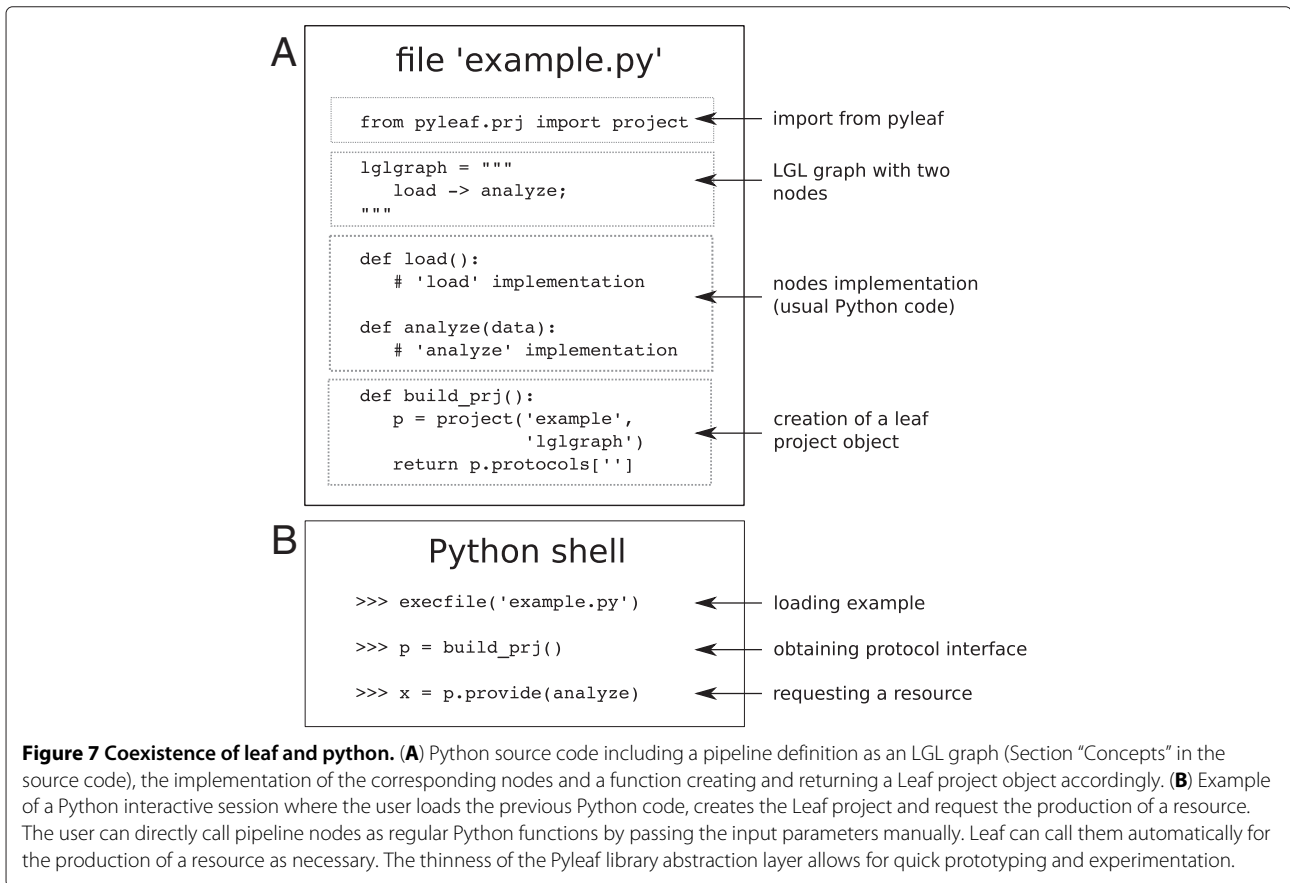 A
file 'example.py'
from pyleaf.prj import project
import from pyleaf
lglgraph = """
load -> analyze;
"""
LGL graph with two
nodes
def load():
# 'load' implementation
def analyze(data):
# 'analyze' implementation
nodes implementation
(usual Python code)
def build_prj():
p = project('example',
'lglgraph')
return p.protocols['']
creation of a leaf
project object
B
Python shell
>>> execfile('example.py')
loading example
>>> p = build_prj()
obtaining protocol interface
>>> x = p.provide(analyze)
requesting a resource
Figure 7 Coexistence of leaf and python. (A) Python source code including a pipeline definition as an LGL graph (Section “Concepts” in the
source code), the implementation of the corresponding nodes and a function creating and returning a Leaf project object accordingly. (B) Example
of a Python interactive session where the user loads the previous Python code, creates the Leaf project and request the production of a resource.
The user can directly call pipeline nodes as regular Python functions by passing the input parameters manually. Leaf can call them automatically for
the production of a resource as necessary. The thinness of the Pyleaf library abstraction layer allows for quick prototyping and experimentation.